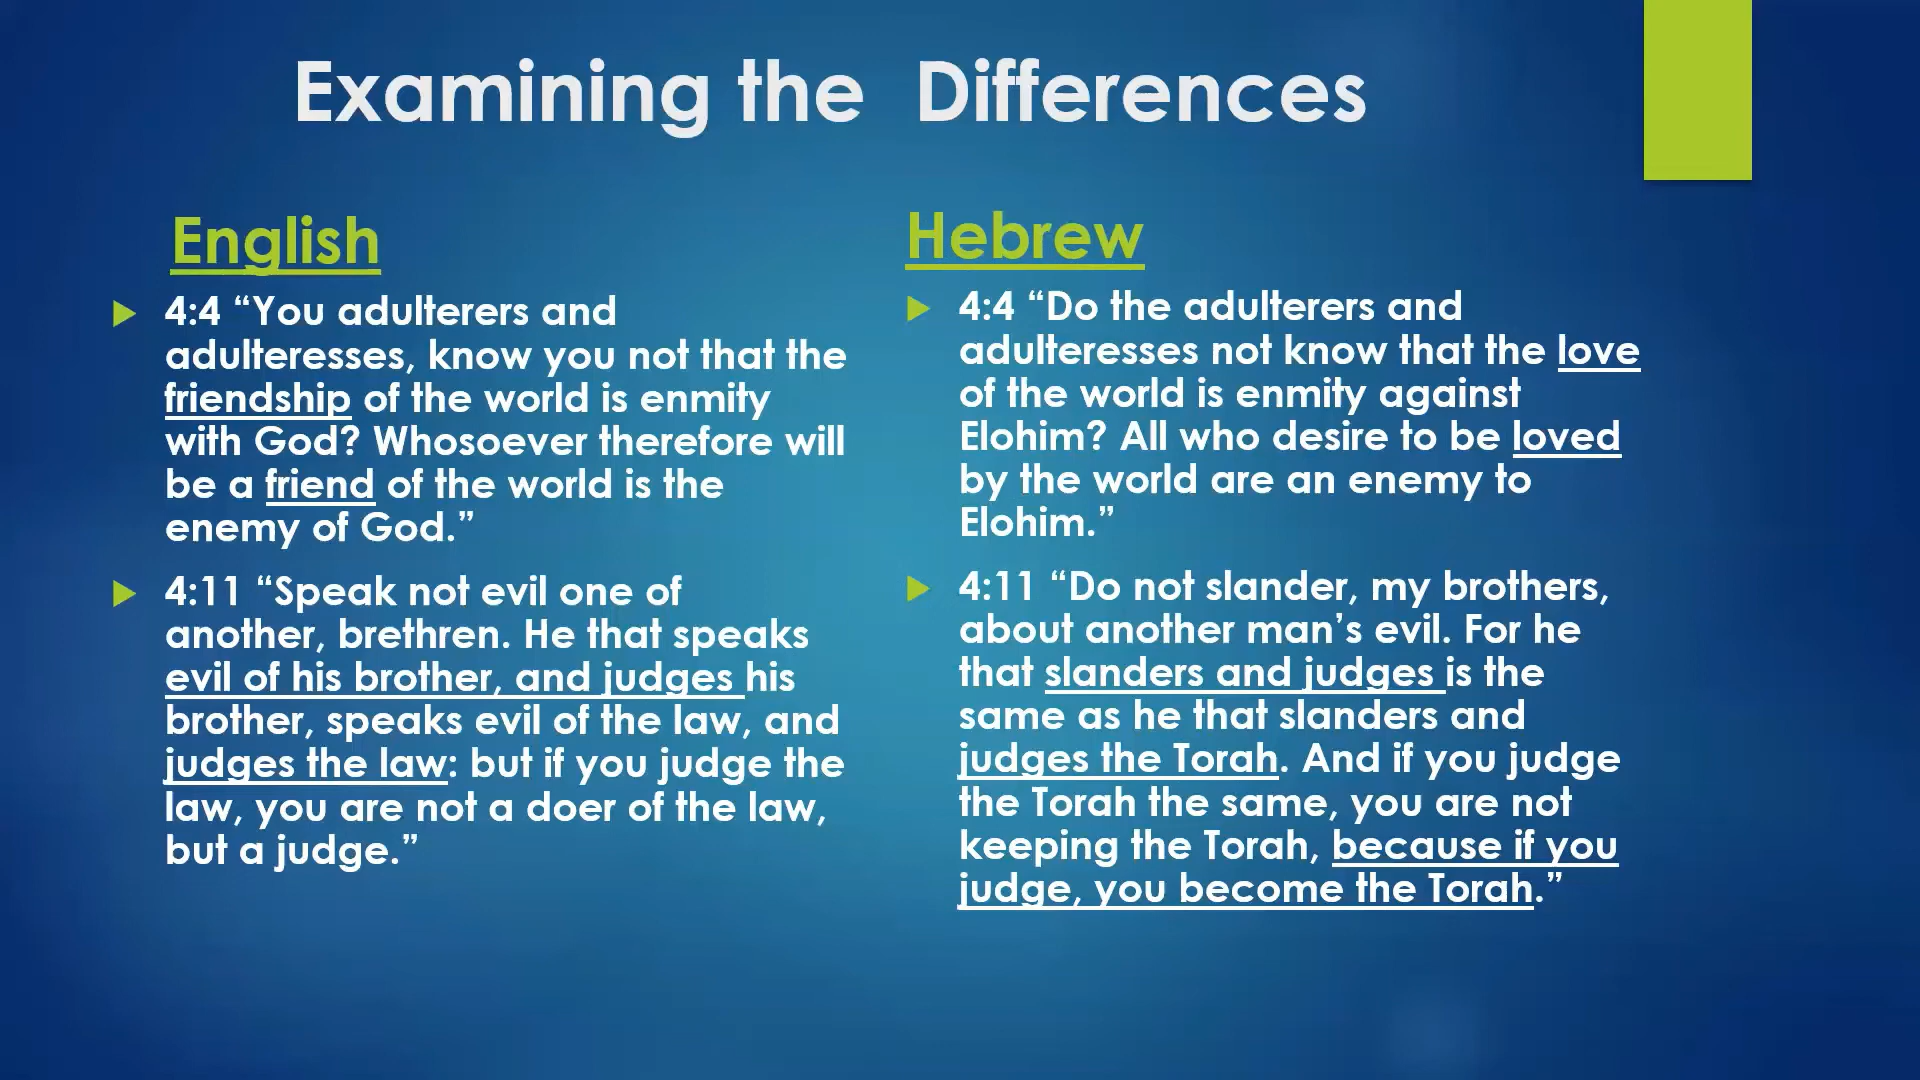 Examining the  Differences
English
4:4 “You adulterers and
adulteresses, know you not that the
friendship of the world is enmity
with God? Whosoever therefore will
be a friend of the world is the
enemy of God.”
4:11 “Speak not evil one of
another, brethren. He that speaks
evil of his brother, and judges his
brother, speaks evil of the law, and
judges the law: but if you judge the
law, you are not a doer of the law,
but a judge.”
Hebrew
4:4 “Do the adulterers and
adulteresses not know that the love
of the world is enmity against
Elohim? All who desire to be loved
by the world are an enemy to
Elohim.”
4:11 “Do not slander, my brothers,
about another man’s evil. For he
that slanders and judges is the
same as he that slanders and
judges the Torah. And if you judge
the Torah the same, you are not
keeping the Torah, because if you
judge, you become the Torah.”